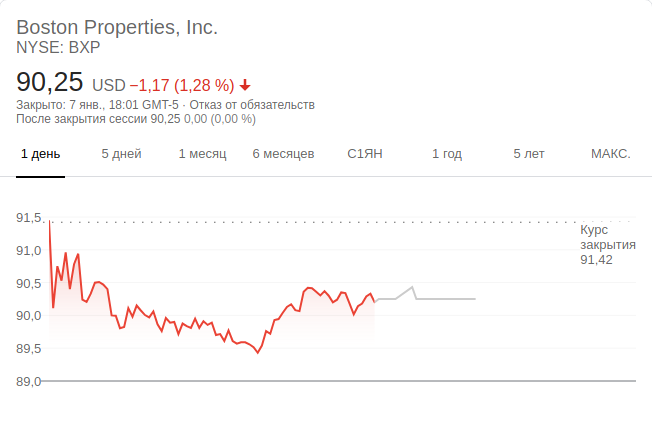 Boston Properties, Inc.
NYSE: BXP
90,25 USD −1,17 (1,28 %)
Закрыто: 7 янв., 18:01 GMT-5 · Отказ от обязательств
После закрытия сессии 90,25 0,00 (0,00 %)
1 день 5 дней 1 месяц 6 месяцев С1ЯН 1 год 5 лет МАКС.
91,5
Курс
закрытия
91,42
91,0
90,5
90,0
89,5
89,0